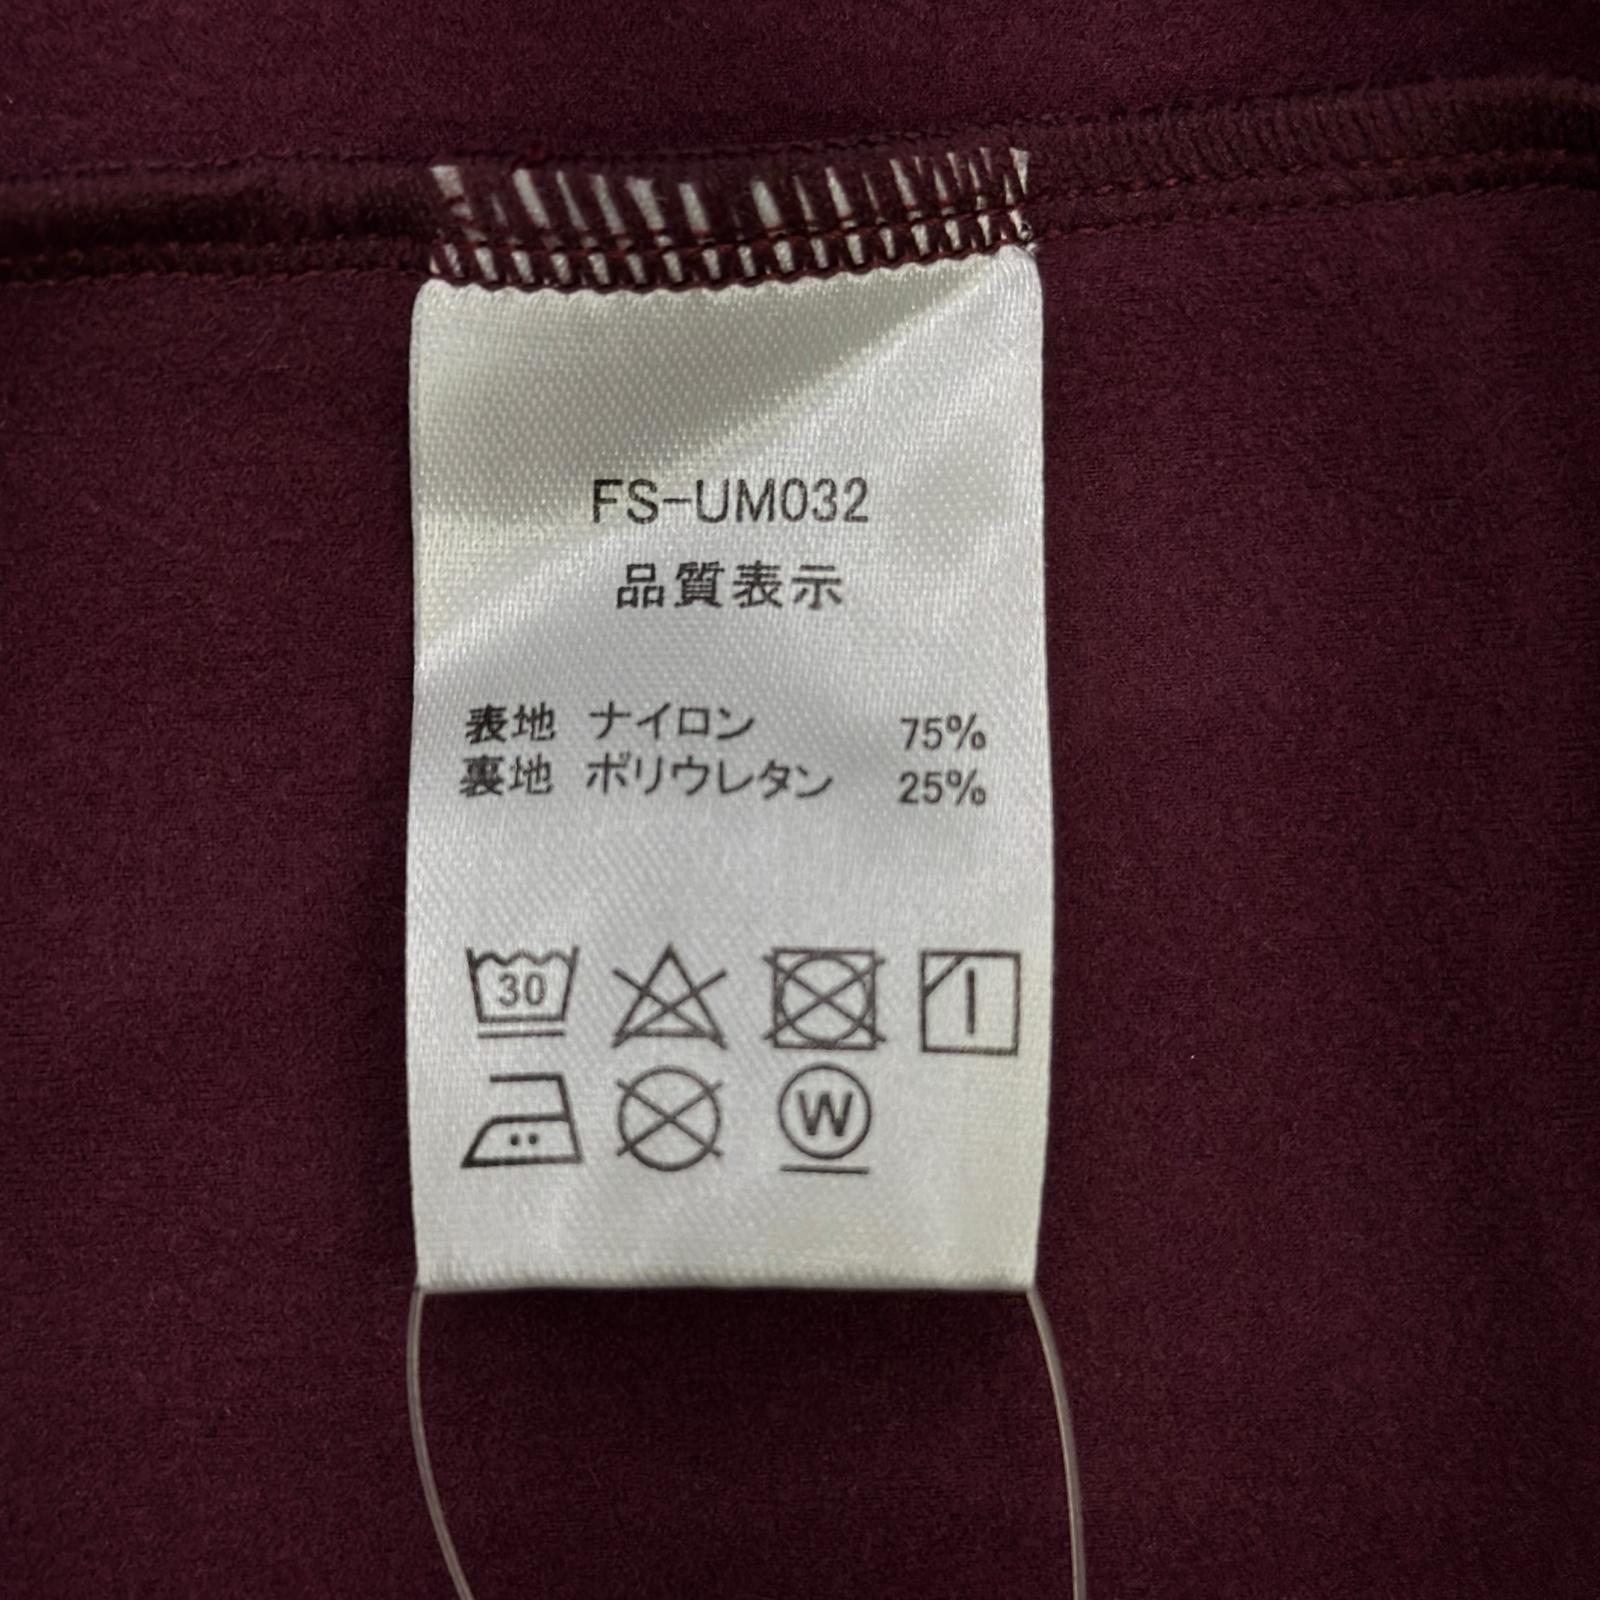 FS-UM032
品質表示
表地 ナイロン 75%
裏地 ポリウレタン 25%
30
W